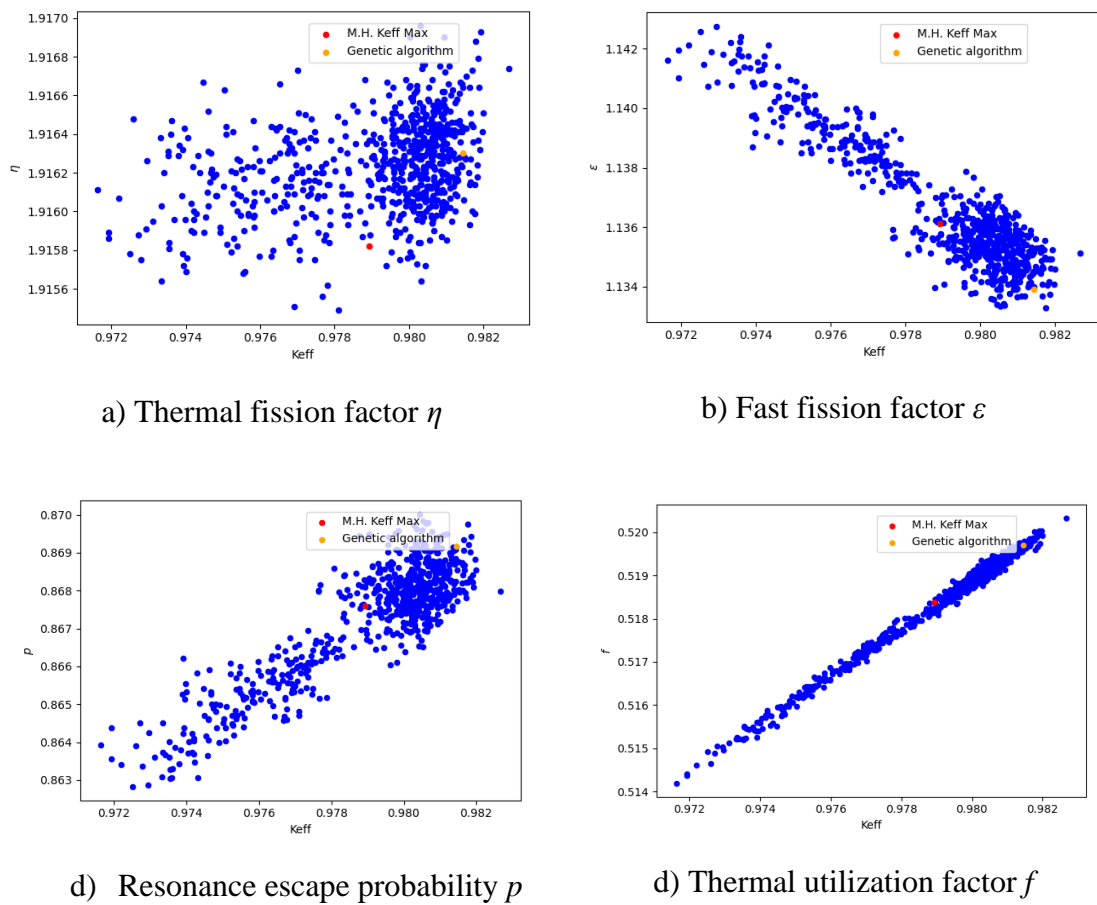 1.9170
1.9168
1.9166
1.9164
1.9162
1.9160
1.9158
1.9156
η
M.H. Keff Max
Genetic algorithm
0.972 0.974 0.976 0.978 0.980 0.982
Keff
a) Thermal fission factor η
1.142
1.140
1.138
1.136
1.134
ε
M.H. Keff Max
Genetic algorithm
0.972 0.974 0.976 0.978 0.980 0.982
Keff
b) Fast fission factor ε
0.870
0.869
0.868
0.867
0.866
0.865
0.864
0.863
p
M.H. Keff Max
Genetic algorithm
0.972 0.974 0.976 0.978 0.980 0.982
Keff
d) Resonance escape probability p
0.520
0.519
0.518
0.517
0.516
0.515
0.514
f
M.H. Keff Max
Genetic algorithm
0.972 0.974 0.976 0.978 0.980 0.982
Keff
d) Thermal utilization factor f